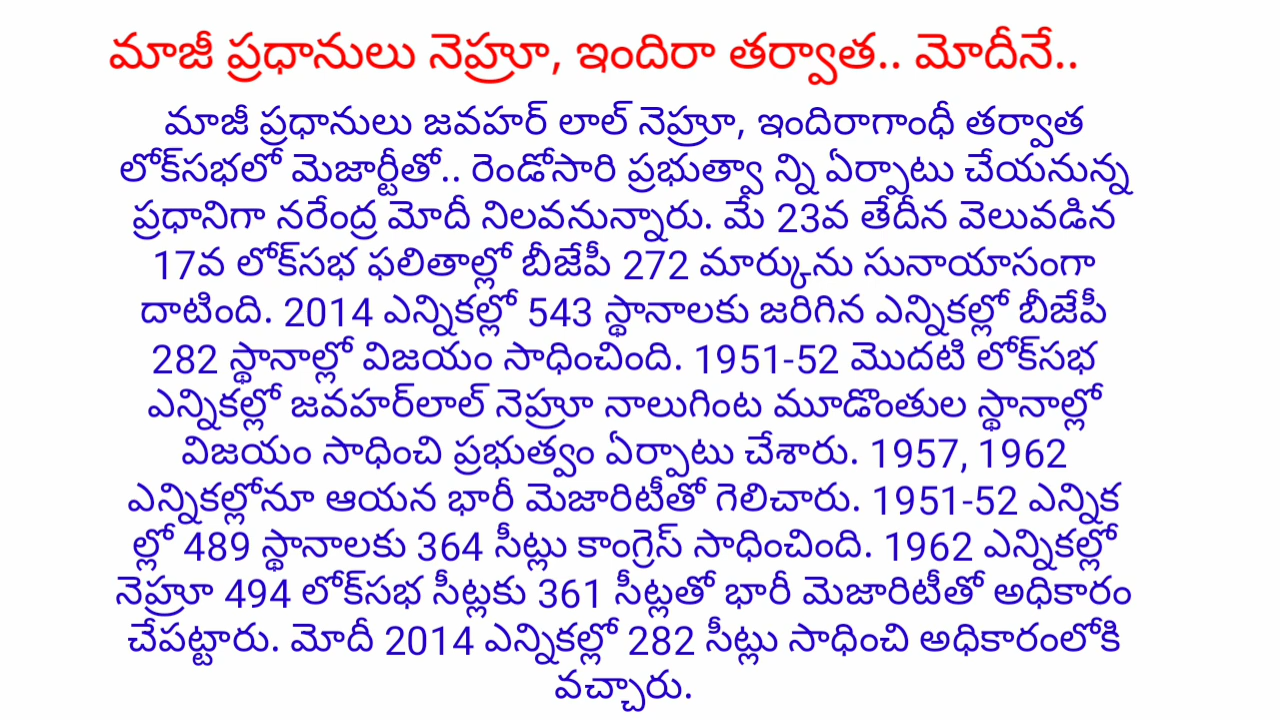 మాజీ ప్రధానులు నెహ్రూ, ఇందిరా తర్వాత.. మోదీనే..
మాజీ ప్రధానులు జవహర్ లాల్ నెహ్రూ, ఇందిరాగాంధీ తర్వాత
లోక్‌సభలో మెజార్టీతో.. రెండోసారి ప్రభుత్వా న్ని ఏర్పాటు చేయనున్న
ప్రధానిగా నరేంద్ర మోదీ నిలవనున్నారు. మే 23వ తేదీన వెలువడిన
17వ లోక్‌సభ ఫలితాల్లో బీజేపీ 272 మార్కును సునాయాసంగా
దాటింది. 2014 ఎన్నికల్లో 543 స్థానాలకు జరిగిన ఎన్నికల్లో బీజేపీ
282 స్థానాల్లో విజయం సాధించింది. 1951-52 మొదటి లోక్‌సభ
ఎన్నికల్లో జవహర్‌లాల్ నెహ్రూ నాలుగింట మూడొంతుల స్థానాల్లో
విజయం సాధించి ప్రభుత్వం ఏర్పాటు చేశారు. 1957, 1962
ఎన్నికల్లోనూ ఆయన భారీ మెజారిటీతో గెలిచారు. 1951-52 ఎన్నిక
ల్లో 489 స్థానాలకు 364 సీట్లు కాంగ్రెస్ సాధించింది. 1962 ఎన్నికల్లో
నెహ్రూ 494 లోక్‌సభ సీట్లకు 361 సీట్లతో భారీ మెజారిటీతో అధికారం
చేపట్టారు. మోదీ 2014 ఎన్నికల్లో 282 సీట్లు సాధించి అధికారంలోకి
వచ్చారు.